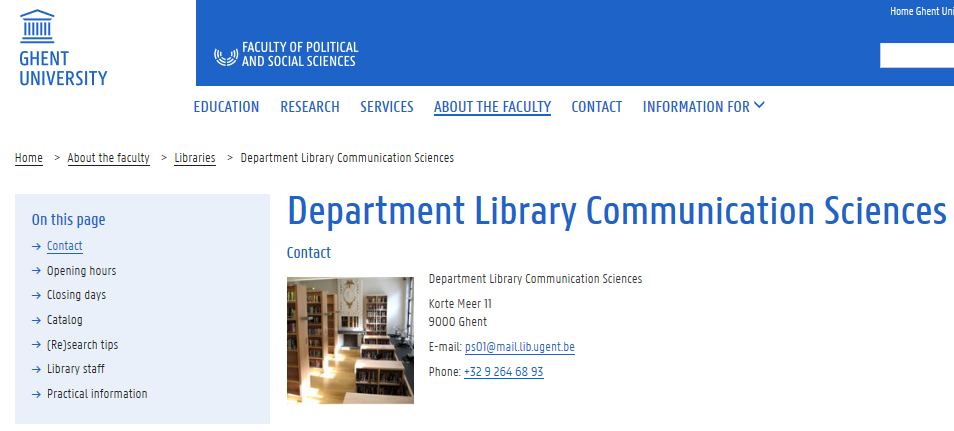 Home Ghent Uni
GHENT
UNIVERSITY
FACULTY OF POLITICAL
AND SOCIAL SCIENCES
EDUCATION RESEARCH SERVICES ABOUT THE FACULTY CONTACT INFORMATION FOR
Home > About the faculty > Libraries > Department Library Communication Sciences
On this page
→ Contact
→ Opening hours
→ Closing days
→ Catalog
→ (Re)search tips
→ Library staff
→ Practical information
Department Library Communication Sciences
Contact
Department Library Communication Sciences
Korte Meer 11
9000 Ghent
E-mail: ps01@mail.lib.ugent.be
Phone: +32 9 264 68 93